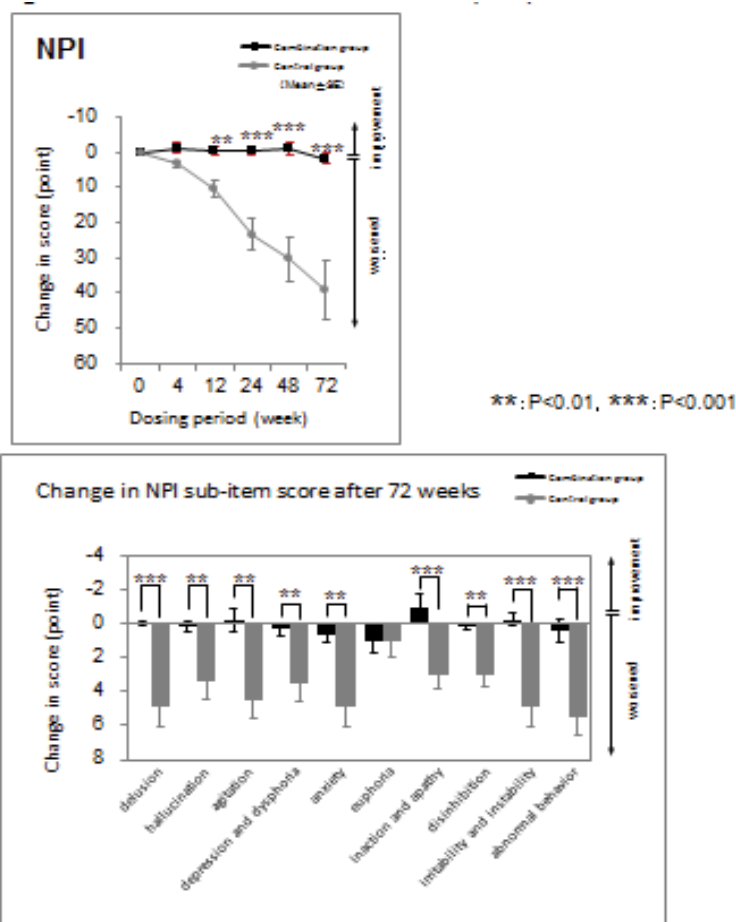 NPI
Combination group
Control group
(Mean±SE)
-10
0
10
20
30
40
50
60
** *** *** ***
Change in score (point)
improvement
worsened
0 4 12 24 48 72
Dosing period (week)
**:P<0.01, ***:P<0.001
Change in NPI sub-item score after 72 weeks
Combination group
Control group
-4
-2
0
2
4
6
8
*** ** ** ** ** *** ** *** ***
Change in score (point)
improvement
worsened
delusion
hallucination
agitation
depression and dysphoria
anxiety
euphoria
inaction and apathy
disinhibition
irritability and instability
abnormal behavior